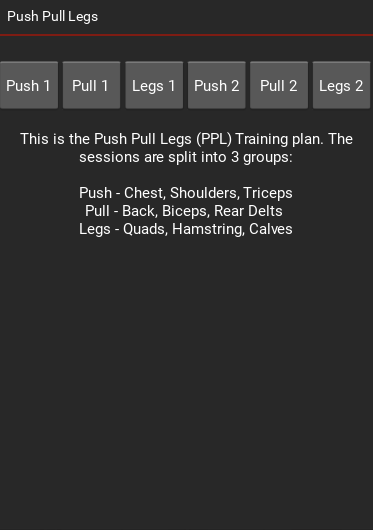 Push Pull Legs
Push 1 Pull 1 Legs 1 Push 2 Pull 2 Legs 2
This is the Push Pull Legs (PPL) Training plan. The
sessions are split into 3 groups:
Push - Chest, Shoulders, Triceps
Pull - Back, Biceps, Rear Delts
Legs - Quads, Hamstring, Calves